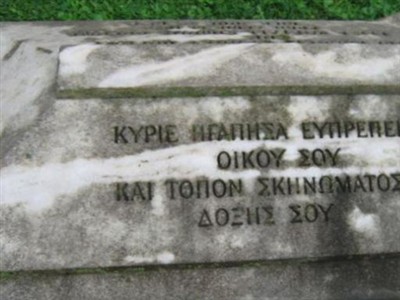 ΚΥΡΙΕ ΗΓΑΠΗΣΑ ΕΥΠΡΕΠΕΙ
ΟΙΚΟΥ ΣΟΥ
ΚΑΙ ΤΟΠΟΝ ΣΚΗΝΩΜΑΤΟΣ
ΔΟΞΗΣ ΣΟΥ